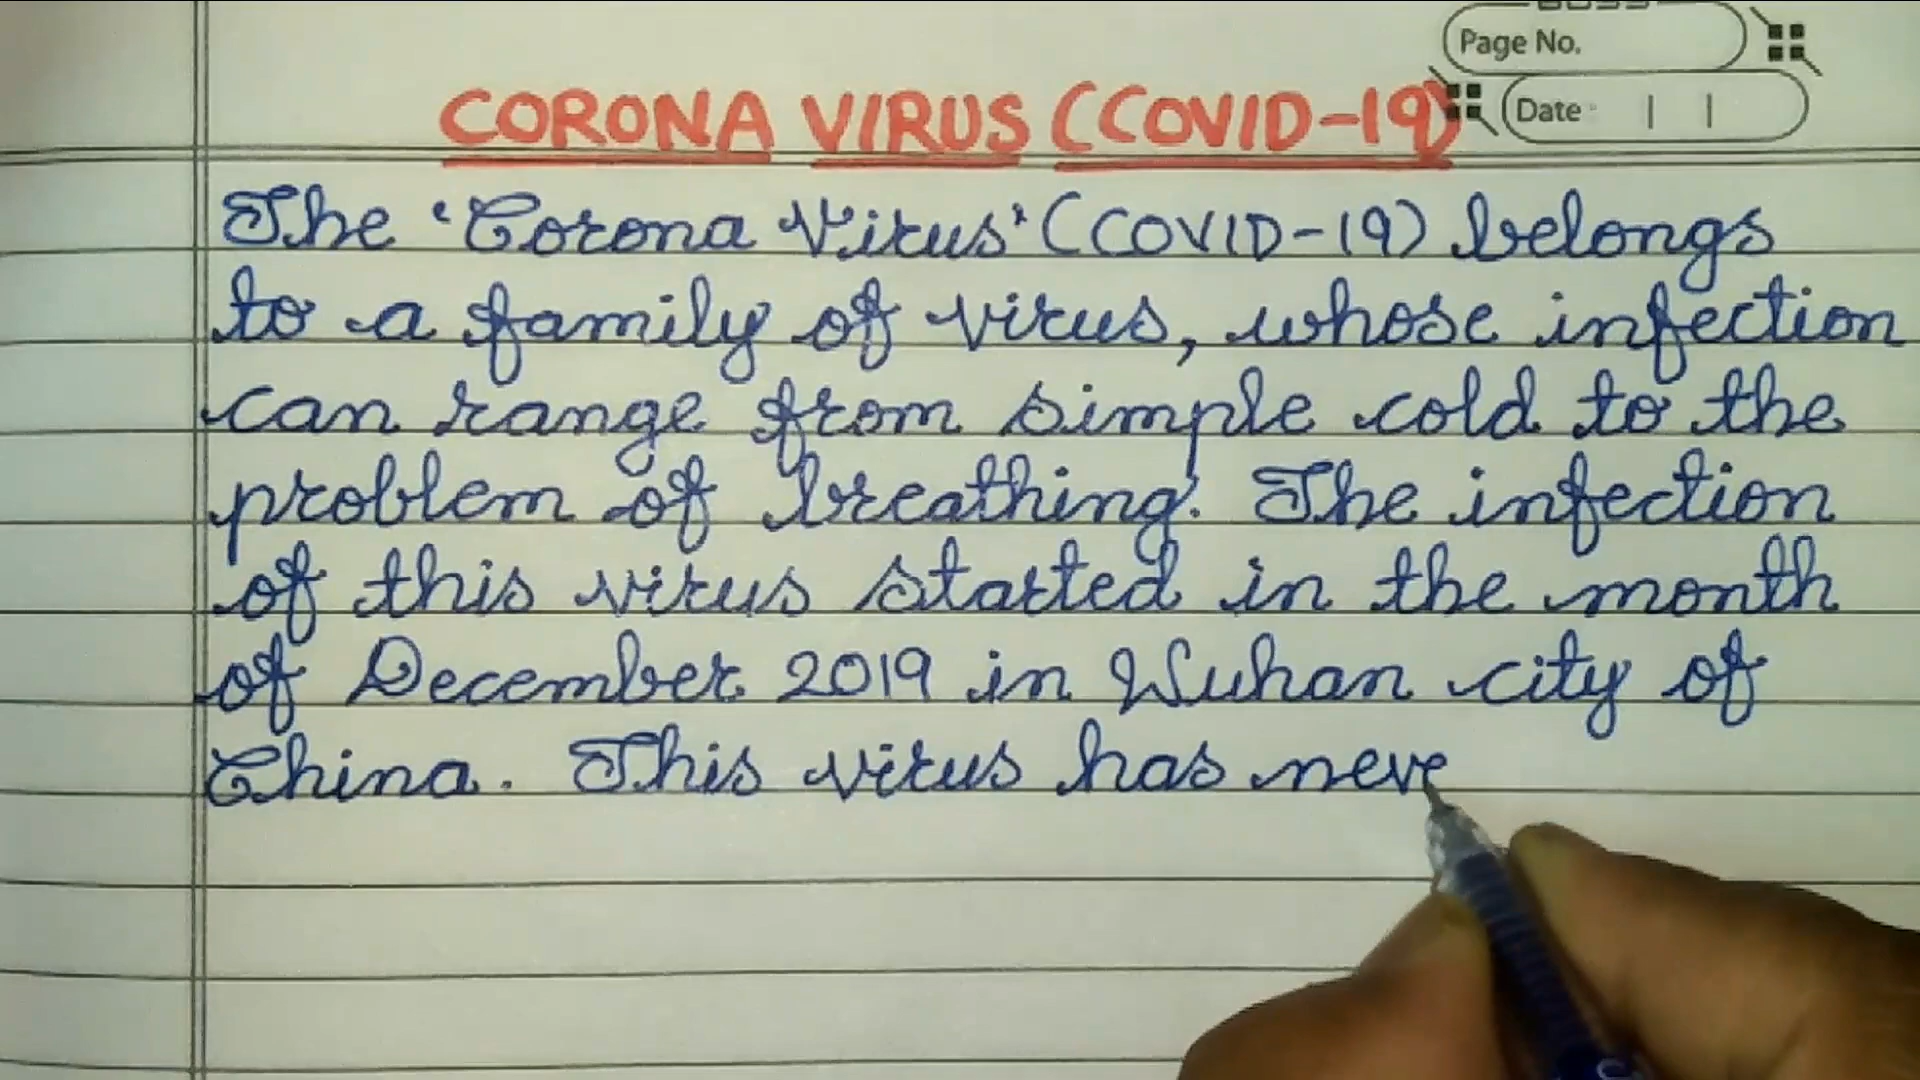 Page No.
Date
CORONA VIRUS (COVID-19)
The 'Corona Virus' (COVID-19) belongs
to a family of virus, whose infection
can range from simple cold to the
problem of breathing. The infection
of this virus started in the month
of December 2019 in Wuhan city of
China. This virus has neve